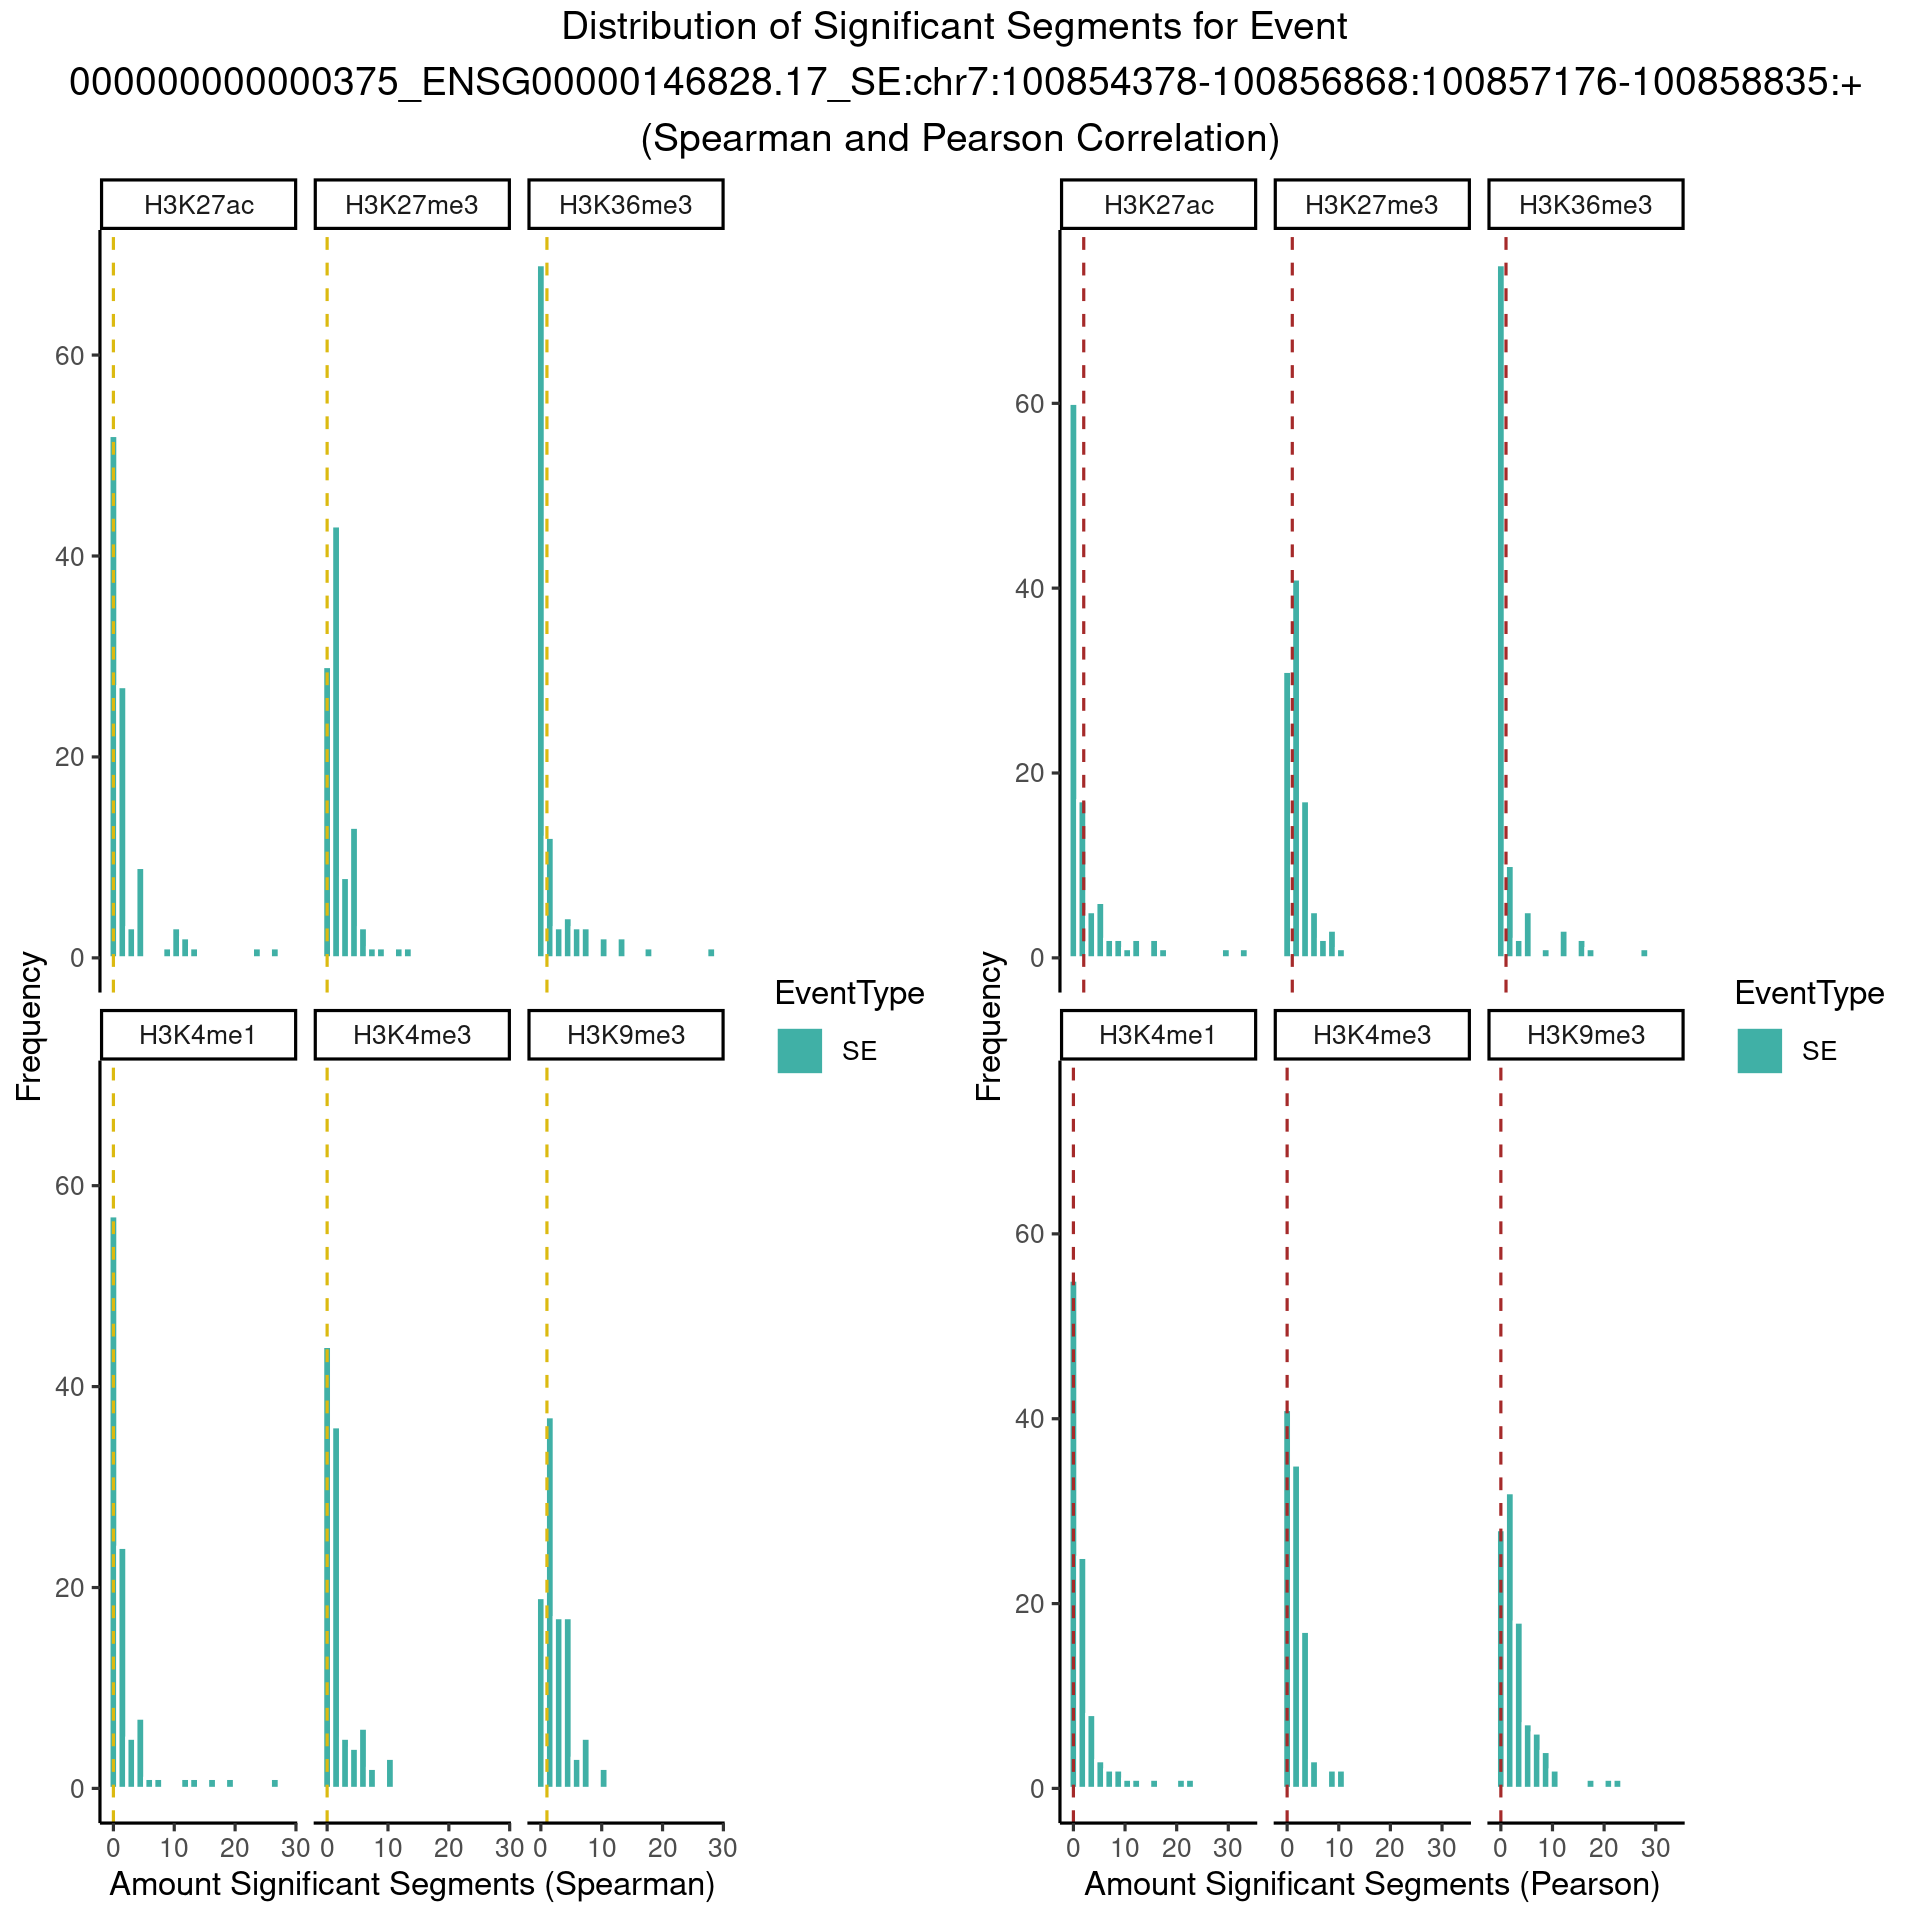 Distribution of Significant Segments for Event
000000000000375_ENSG00000146828.17_SE:chr7:100854378-100856868:100857176-100858835:+
(Spearman and Pearson Correlation)
H3K27ac
H3K27me3
H3K36me3
60
40
20
0
H3K4me1
H3K4me3
H3K9me3
60
40
20
0
0 10 20 30
0 10 20 30
0 10 20 30
Frequency
Amount Significant Segments (Spearman)
EventType
SE
H3K27ac
H3K27me3
H3K36me3
60
40
20
0
H3K4me1
H3K4me3
H3K9me3
60
40
20
0
0 10 20 30
0 10 20 30
0 10 20 30
Frequency
Amount Significant Segments (Pearson)
EventType
SE